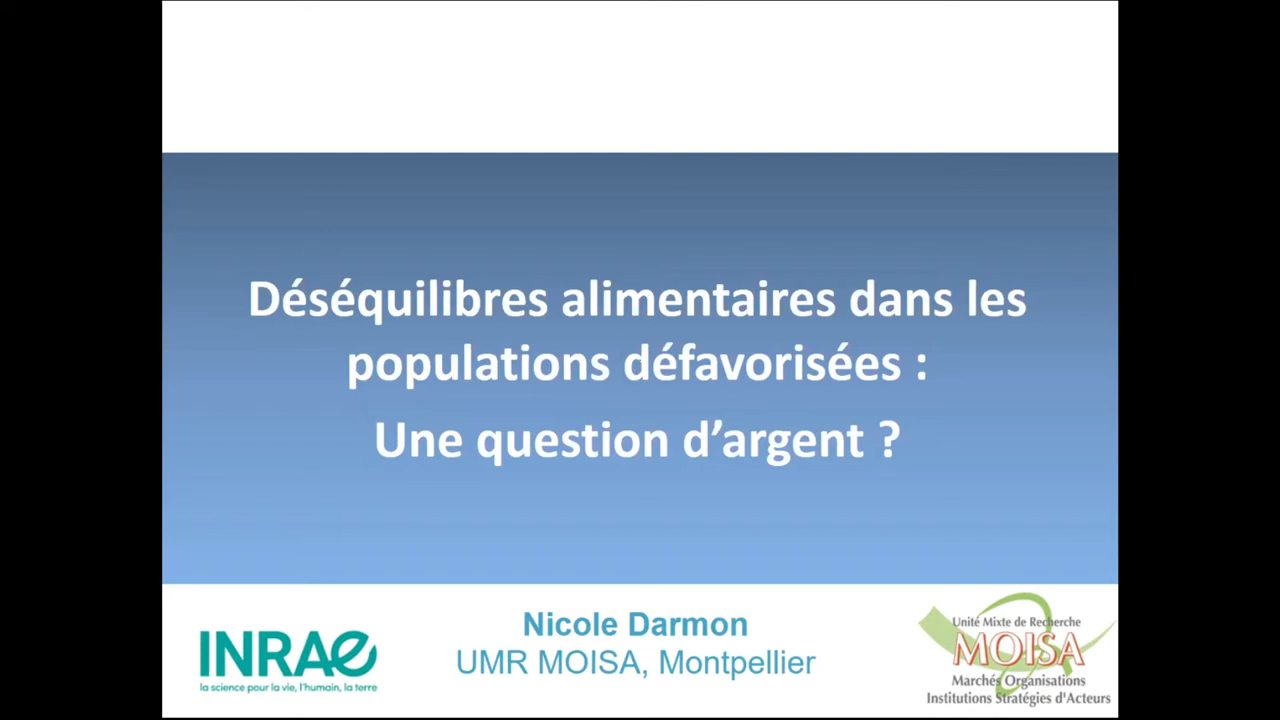 Déséquilibres alimentaires dans les
populations défavorisées :
Une question d’argent ?
INRAE
la science pour la vie, l'humain, la terre
Nicole Darmon
UMR MOISA, Montpellier
Unité Mixte de Recherche
MOISA
Marchés Organisations
Institutions Stratégies d'Acteurs